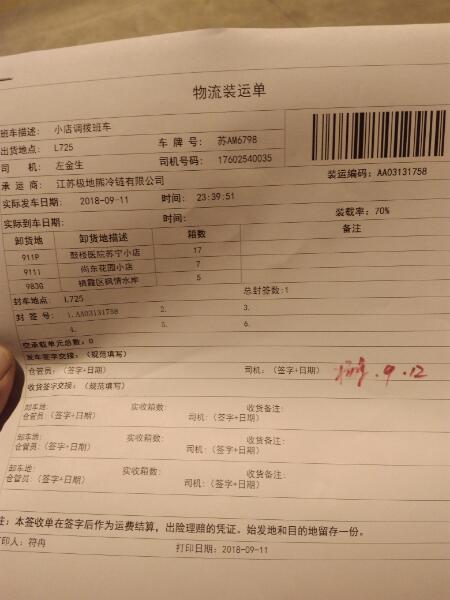 物流装运单
班车描述： 小店调拨班车
出货地点： L725 车 牌 号： 苏AM6798
司 机： 左金生 司机号码： 17602540035
承 运 商： 江苏极地熊冷链有限公司 装运编码：AA03131758
实际发车日期： 2018-09-11 时间： 23:39:51
实际到车日期： 时间： 装载率：70%
卸货地 卸货地描述 箱数 备注
911P 鼓楼医院苏宁小店 17
911I 尚东花园小店 7
983G 栖霞区枫情水岸 5
封车地点： L725 总封签数：1
封 签 号： 1.AA03131758 2. 3.
4. 5. 6.
空承载单元总数：0
发车签字交接：（规范填写）
仓管员：（签字+日期） 司机：（签字+日期） 9.12
收货签字交接：（规范填写）
卸车地： 实收箱数： 收货备注：
仓管员：（签字+日期） 司机：（签字+日期）
卸车地： 实收箱数： 收货备注：
仓管员：（签字+日期） 司机：（签字+日期）
卸车地： 实收箱数： 收货备注：
仓管员：（签字+日期） 司机：（签字+日期）
注：本签收单在签字后作为运费结算，出险理赔的凭证。始发地和目的地留存一份。
打印人：符冉 打印日期：2018-09-11